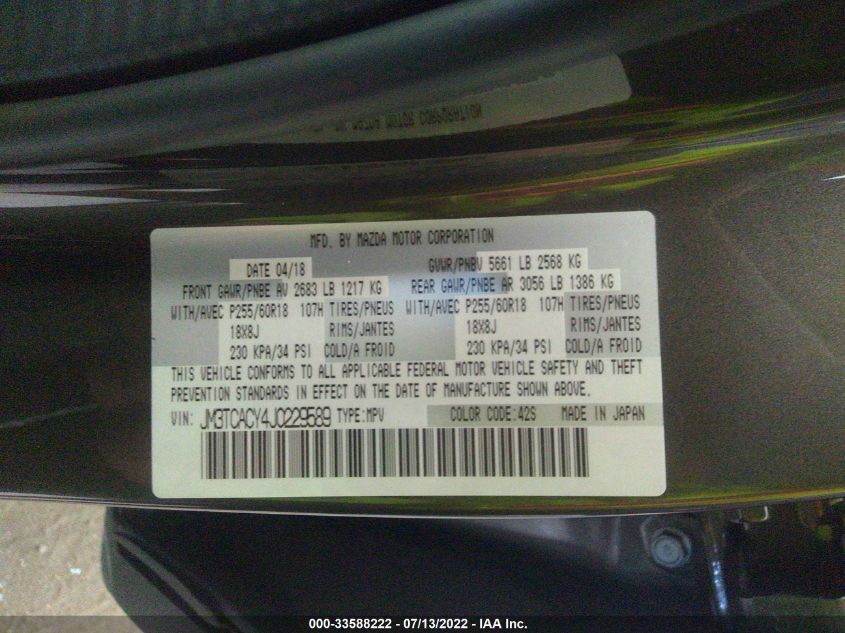 MFD. BY MAZDA MOTOR CORPORATION
DATE 04/18 GVWR/PNBV 5661 LB 2568 KG
FRONT GAWR/PNBE AV 2683 LB 1217 KG REAR GAWR/PNBE AR 3056 LB 1386 KG
WITH/AVEC P255/60R18 107H TIRES/PNEUS WITH/AVEC P255/60R18 107H TIRES/PNEUS
18X8J RIMS/JANTES 18X8J RIMS/JANTES
230 KPA/34 PSI COLD/A FROID 230 KPA/34 PSI COLD/A FROID
THIS VEHICLE CONFORMS TO ALL APPLICABLE FEDERAL MOTOR VEHICLE SAFETY AND THEFT
PREVENTION STANDARDS IN EFFECT ON THE DATE OF MANUFACTURE SHOWN ABOVE.
VIN: JM3TCACY4J0229589 TYPE:MPV COLOR CODE:42S MADE IN JAPAN
000-33588222 - 07/13/2022 - IAA Inc.